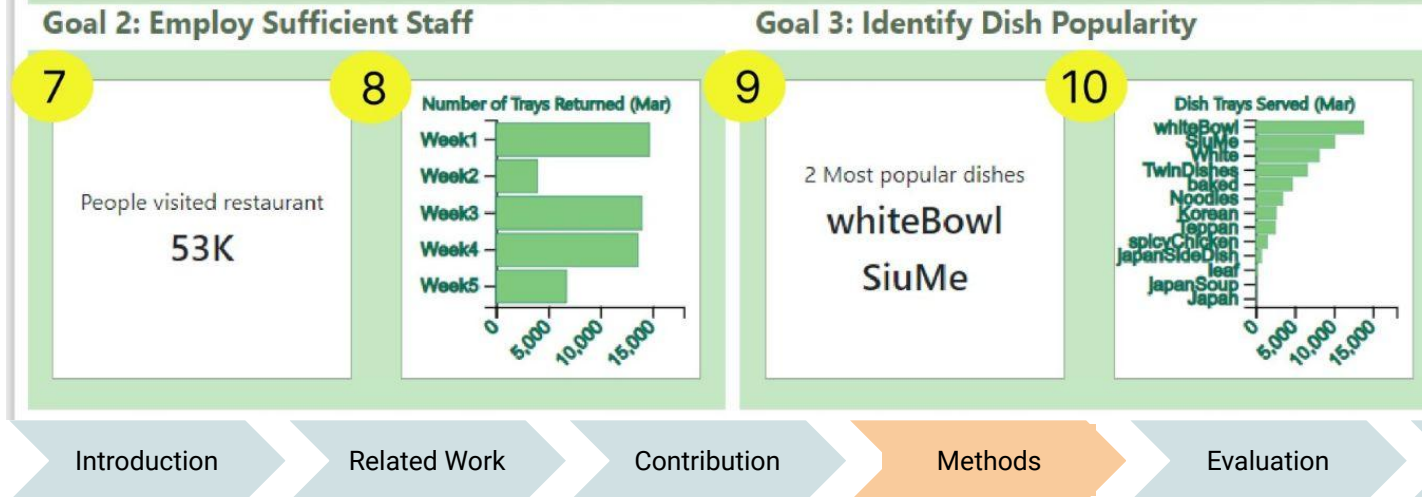 Goal 2: Employ Sufficient Staff
7
People visited restaurant
53K
8
Number of Trays Returned (Mar)
Week1
Week2
Week3
Week4
Week5
0
5,000
10,000
15,000
Goal 3: Identify Dish Popularity
9
2 Most popular dishes
whiteBowl
SiuMe
10
Dish Trays Served (Mar)
whiteBowl
SiuMe
White
TwinDishes
baked
Noodles
Korean
Teppan
spicyChicken
japanSideDish
leaf
japanSoup
Japan
0
5,000
10,000
15,000
Introduction
Related Work
Contribution
Methods
Evaluation